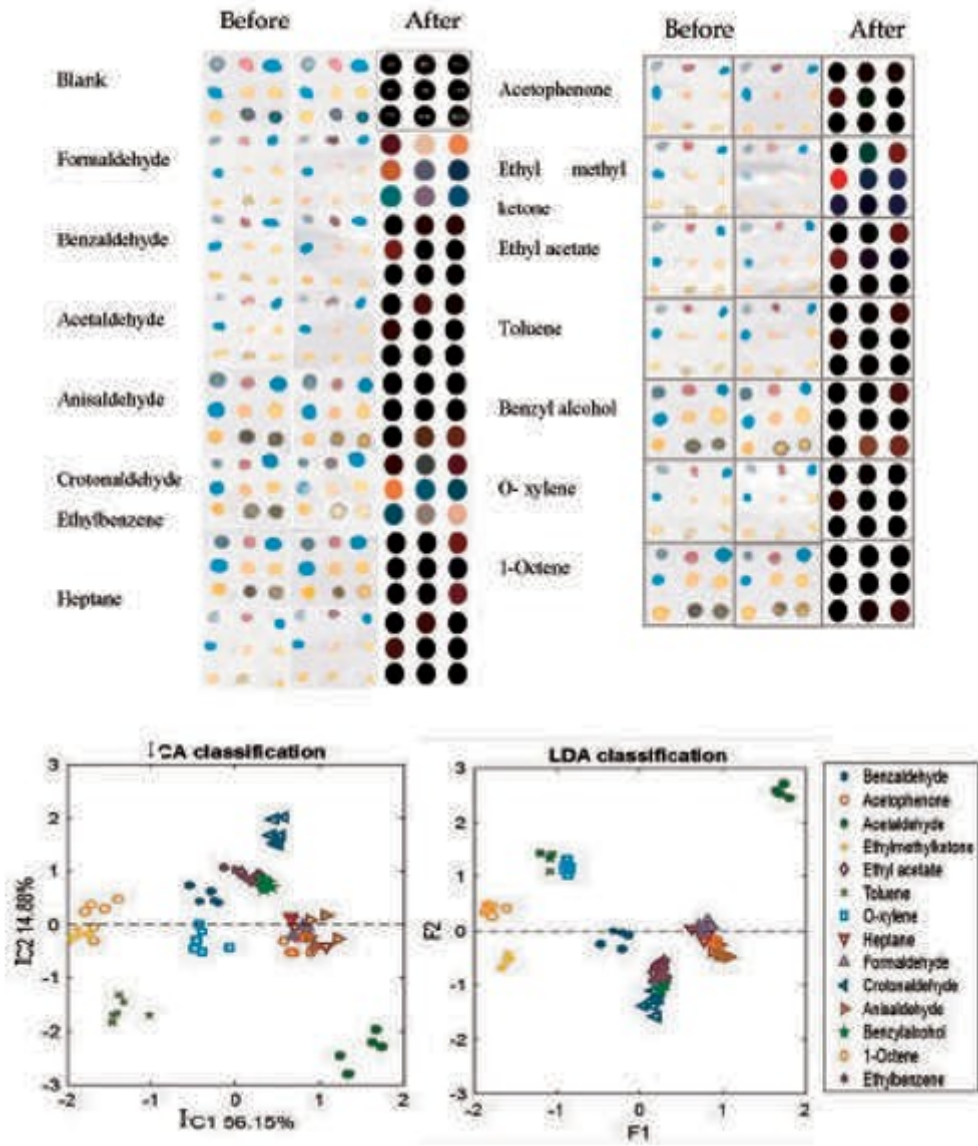 Before
After
Blank
Formaldehyde
Benzaldehyde
Acetaldehyde
Anisaldehyde
Crotonaldehyde
Ethylbenzene
Heptane
Before
After
Acetophenone
Ethyl methyl
ketone
Ethyl acetate
Toluene
Benzyl alcohol
O- xylene
1-Octene
CA classification
3
2
1
0
-1
-2
-3
-2
-1
0
1
2
C2 14.88%
C1 56.15%
LDA classification
3
2
1
0
-1
-2
-3
-2
-1
0
1
2
F2
F1
Benzaldehyde
Acetophenone
Acetaldehyde
Ethylmethylketone
Ethyl acetate
Toluene
O-xylene
Heptane
Formaldehyde
Crotonaldehyde
Anisaldehyde
Benzylalcohol
1-Octene
Ethylbenzene